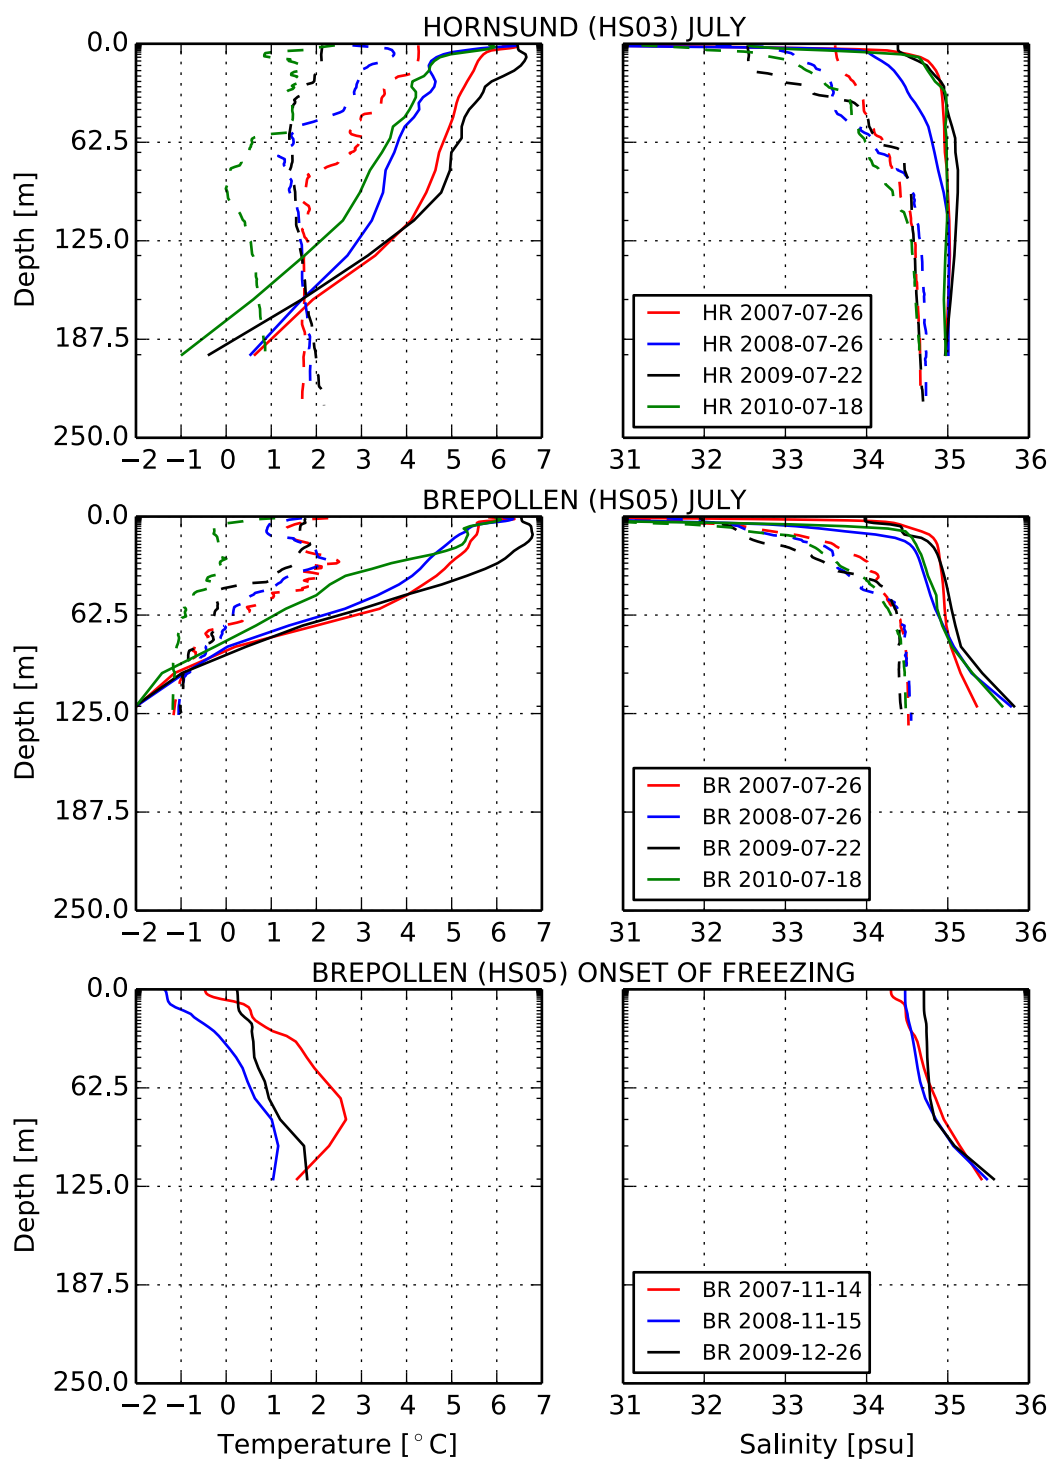 HORNSUND (HS03) JULY
0.0
62.5
125.0
187.5
250.0
Depth [m]
−2 −1 0 1 2 3 4 5 6 7
HR 2007-07-26
HR 2008-07-26
HR 2009-07-22
HR 2010-07-18
31 32 33 34 35 36
BREPOLLEN (HS05) JULY
0.0
62.5
125.0
187.5
250.0
Depth [m]
−2 −1 0 1 2 3 4 5 6 7
BR 2007-07-26
BR 2008-07-26
BR 2009-07-22
BR 2010-07-18
31 32 33 34 35 36
BREPOLLEN (HS05) ONSET OF FREEZING
0.0
62.5
125.0
187.5
250.0
Depth [m]
−2 −1 0 1 2 3 4 5 6 7
Temperature [°C]
BR 2007-11-14
BR 2008-11-15
BR 2009-12-26
31 32 33 34 35 36
Salinity [psu]